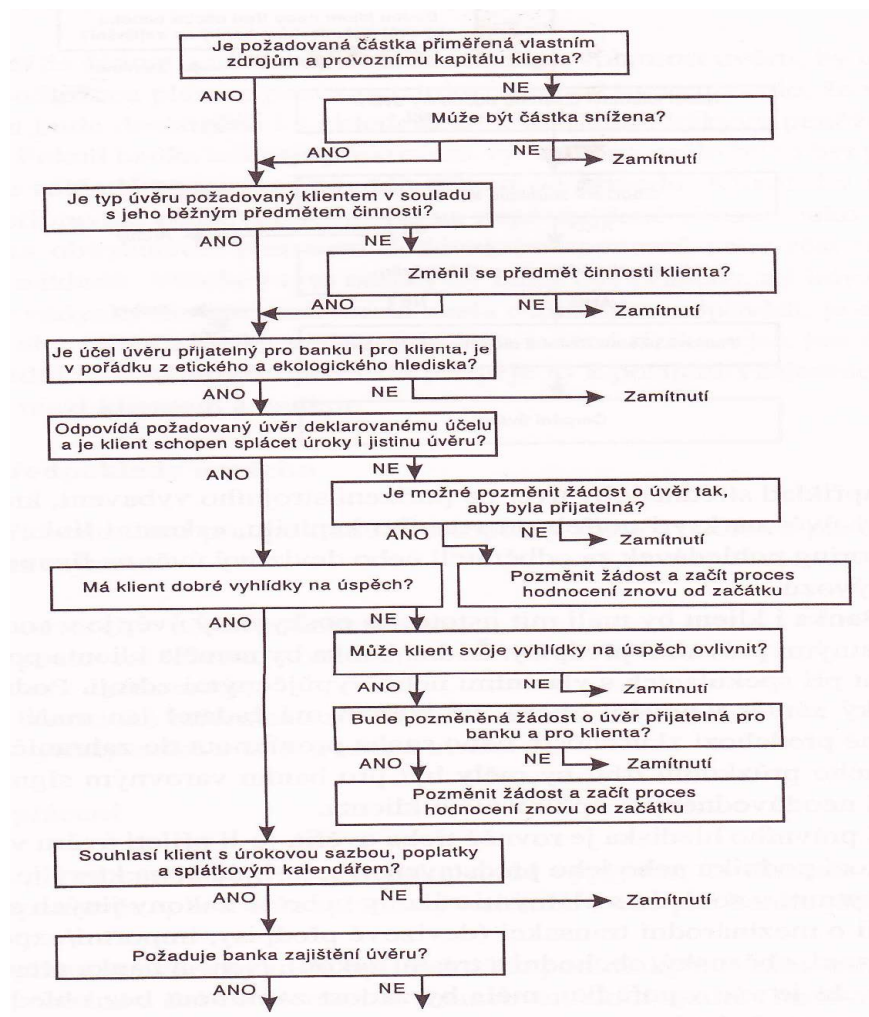 Je požadovaná částka přiměřená vlastním
zdrojům a provoznímu kapitálu klienta?
ANO
NE
Může být částka snížena?
ANO
NE
Zamítnutí
Je typ úvěru požadovaný klientem v souladu
s jeho běžným předmětem činnosti?
ANO
NE
Změnil se předmět činnosti klienta?
ANO
NE
Zamítnutí
Je účel úvěru přijatelný pro banku I pro klienta, je
v pořádku z etického a ekologického hlediska?
ANO
NE
Zamítnutí
Odpovídá požadovaný úvěr deklarovanému účelu
a je klient schopen splácet úroky i jistinu úvěru?
ANO
NE
Je možné pozměnit žádost o úvěr tak,
aby byla přijatelná?
ANO
NE
Zamítnutí
Pozměnit žádost a začít proces
hodnocení znovu od začátku
Má klient dobré vyhlídky na úspěch?
ANO
NE
Může klient svoje vyhlídky na úspěch ovlivnit?
ANO
NE
Zamítnutí
Bude pozměněná žádost o úvěr přijatelná pro
banku a pro klienta?
ANO
NE
Zamítnutí
Pozměnit žádost a začít proces
hodnocení znovu od začátku
Souhlasí klient s úrokovou sazbou, poplatky
a splátkovým kalendářem?
ANO
NE
Zamítnutí
Požaduje banka zajištění úvěru?
ANO
NE